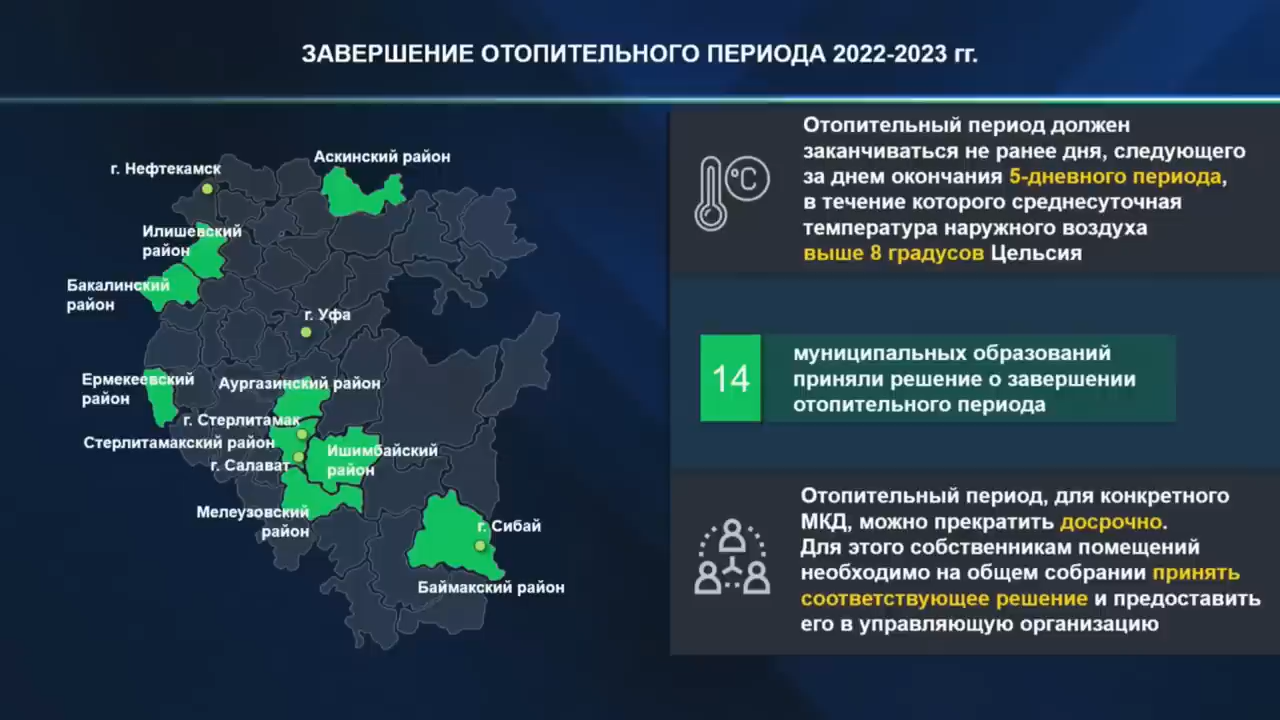 ЗАВЕРШЕНИЕ ОТОПИТЕЛЬНОГО ПЕРИОДА 2022-2023 гг.
Аскинский район
г. Нефтекамск
Илишевский
район
Бакалинский
район
г. Уфа
Ермекеевский
район
Аургазинский район
г. Стерлитамак
Стерлитамакский район
г. Салават
Ишимбайский
район
Мелеузовский
район
г. Сибай
Баймакский район
°C
Отопительный период должен
заканчиваться не ранее дня, следующего
за днем окончания 5-дневного периода,
в течение которого среднесуточная
температура наружного воздуха
выше 8 градусов Цельсия
14
муниципальных образований
приняли решение о завершении
отопительного периода
Отопительный период, для конкретного
МКД, можно прекратить досрочно.
Для этого собственникам помещений
необходимо на общем собрании принять
соответствующее решение и предоставить
его в управляющую организацию